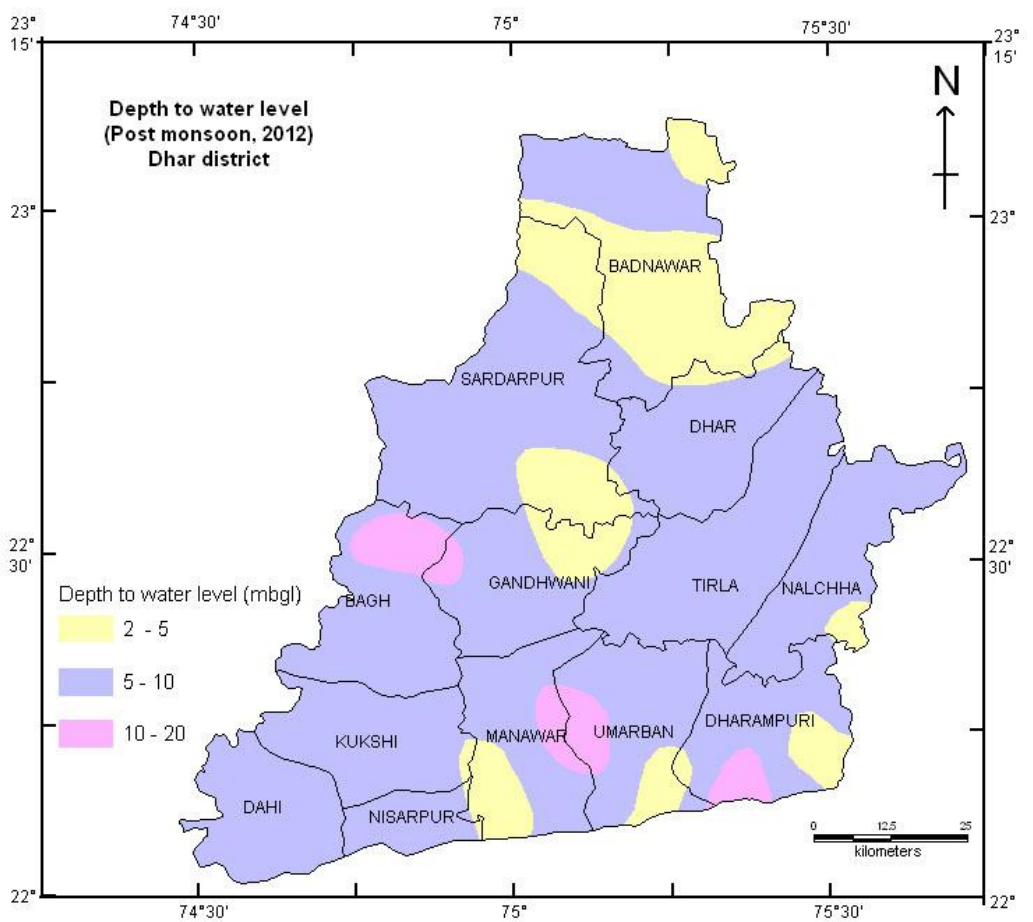 23°
15'
74°30'
75°
75°30'
23°
15'
Depth to water level
(Post monsoon, 2012)
Dhar district
N
23°
23°
BADNAWAR
SARDARPUR
DHAR
22°
30'
22°
30'
GANDHWANI
TIRLA
NALCHHA
BAGH
Depth to water level (mbgl)
2 - 5
5 - 10
10 - 20
KUKSHI
MANAWAR
UMARBAN
DHARAMPURI
DAHI
NISARPUR
0 12.5 25
kilometers
22°
22°
74°30'
75°
75°30'